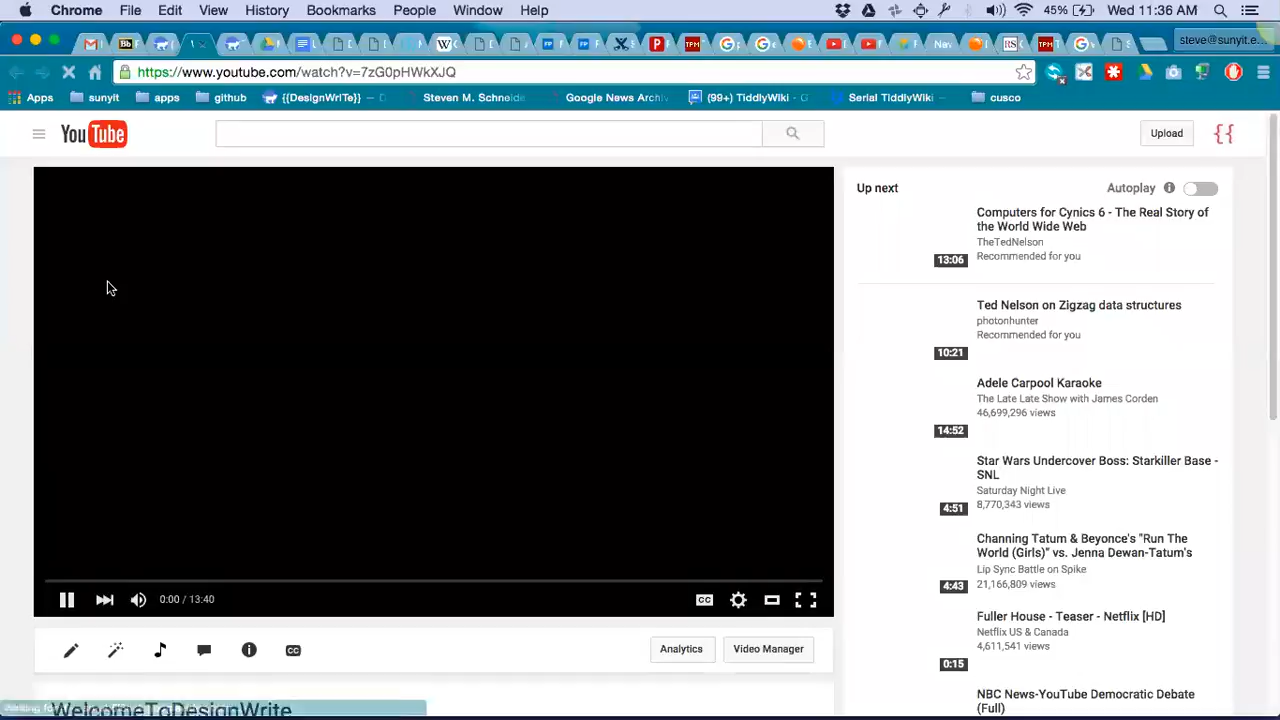 Chrome File Edit View History Bookmarks People Window Help 45% Wed 11:36 AM
steve@sunyit.e...
https://www.youtube.com/watch?v=7zG0pHWkXJQ
Apps sunyit apps github {{DesignWriTe} – Steven M. Schneide Google News Archi (99+) TiddlyWiki - G Serial TiddlyWiki – cusco
YouTube
Upload
Up next Autoplay
Computers for Cynics 6 - The Real Story of
the World Wide Web
TheTedNelson
Recommended for you
13:06
Ted Nelson on Zigzag data structures
photonhunter
Recommended for you
10:21
Adele Carpool Karaoke
The Late Late Show with James Corden
46,699,296 views
14:52
Star Wars Undercover Boss: Starkiller Base -
SNL
Saturday Night Live
8,770,343 views
4:51
Channing Tatum & Beyonce's "Run The
World (Girls)" vs. Jenna Dewan-Tatum's
Lip Sync Battle on Spike
21,166,809 views
4:43
Fuller House - Teaser - Netflix [HD]
Netflix US & Canada
4,611,541 views
0:15
NBC News-YouTube Democratic Debate
(Full)
0:00 / 13:40
CC
CC
Analytics Video Manager
WelcomeToDesignWrite